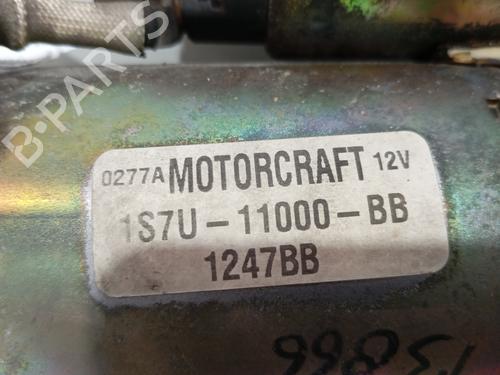 B-PARTS
0277A MOTORCRAFT 12V
1S7U-11000-BB
1247BB